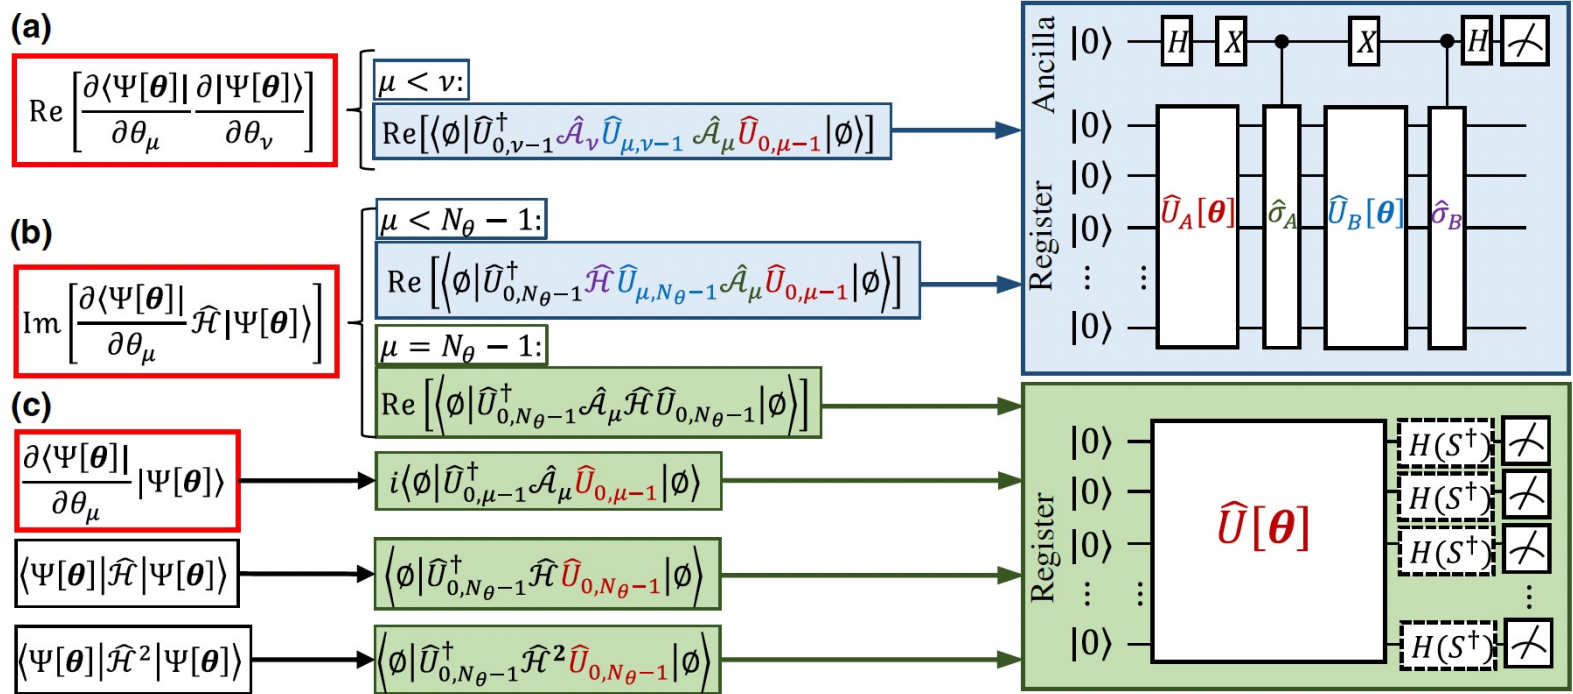 (a)
Re [ ∂⟨Ψ[θ]| / ∂θ_μ ∂|Ψ[θ]⟩ / ∂θ_ν ]
μ < ν:
Re[⟨∅|Û†_{0,ν−1} 𝒜̂_ν Û_{μ,ν−1} 𝒜̂_μ Û_{0,μ−1}|∅⟩]
(b)
Im [ ∂⟨Ψ[θ]| / ∂θ_μ ℋ̂|Ψ[θ]⟩ ]
μ < N_θ − 1:
Re [⟨∅|Û†_{0,N_θ−1} ℋ̂ Û_{μ,N_θ−1} 𝒜̂_μ Û_{0,μ−1}|∅⟩]
μ = N_θ − 1:
Re [⟨∅|Û†_{0,N_θ−1} 𝒜̂_μ ℋ̂ Û_{0,N_θ−1}|∅⟩]
(c)
∂⟨Ψ[θ]| / ∂θ_μ |Ψ[θ]⟩
i⟨∅|Û†_{0,μ−1} 𝒜̂_μ Û_{0,μ−1}|∅⟩
⟨Ψ[θ]|ℋ̂|Ψ[θ]⟩
⟨∅|Û†_{0,N_θ−1} ℋ̂ Û_{0,N_θ−1}|∅⟩
⟨Ψ[θ]|ℋ̂²|Ψ[θ]⟩
⟨∅|Û†_{0,N_θ−1} ℋ̂² Û_{0,N_θ−1}|∅⟩
Ancilla
|0⟩ H X X H
Register
|0⟩
|0⟩
|0⟩
Û_A[θ] σ̂_A Û_B[θ] σ̂_B
⋮ ⋮
|0⟩
Register
|0⟩ H(S†)
|0⟩ H(S†)
Û[θ]
|0⟩ H(S†)
⋮ ⋮ ⋮
|0⟩ H(S†)